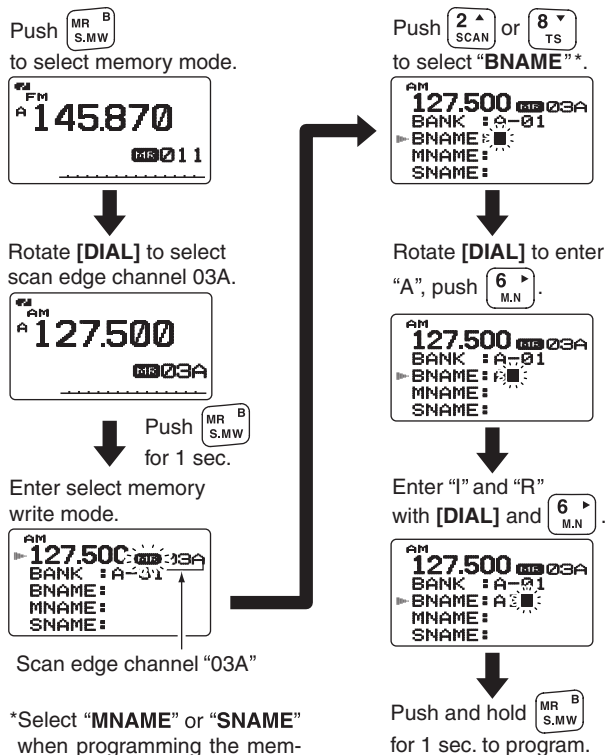 Push MR B
S.MW
to select memory mode.
FM
A 145.870
MR 011
Rotate [DIAL] to select
scan edge channel 03A.
AM
A 127.500
MR 03A
Push MR B
S.MW
for 1 sec.
Enter select memory
write mode.
AM
127.500 MR 03A
BANK : A-01
BNAME:
MNAME:
SNAME:
Scan edge channel “03A”
*Select “MNAME” or “SNAME”
when programming the mem-
Push 2 ▲ SCAN or 8 ▼ TS
to select “BNAME”*.
AM
127.500 MR 03A
BANK : A-01
BNAME:
MNAME:
SNAME:
Rotate [DIAL] to enter
“A”, push 6 ▶ M.N .
AM
127.500 MR 03A
BANK : A-01
BNAME:
MNAME:
SNAME:
Enter “I” and “R”
with [DIAL] and 6 ▶ M.N .
AM
127.500 MR 03A
BANK : A-01
BNAME: A
MNAME:
SNAME:
Push and hold MR B
S.MW
for 1 sec. to program.